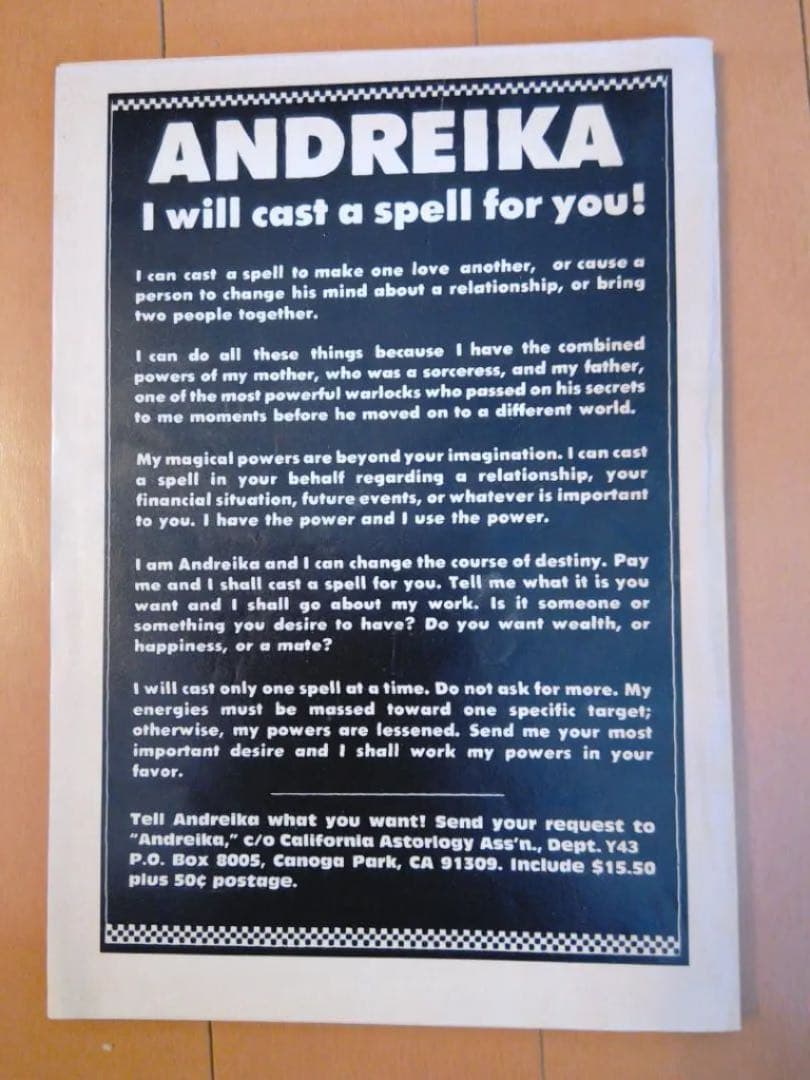 ANDREIKA
I will cast a spell for you!
I can cast a spell to make one love another, or cause a
person to change his mind about a relationship, or bring
two people together.
I can do all these things because I have the combined
powers of my mother, who was a sorceress, and my father,
one of the most powerful warlocks who passed on his secrets
to me moments before he moved on to a different world.
My magical powers are beyond your imagination. I can cast
a spell in your behalf regarding a relationship, your
financial situation, future events, or whatever is important
to you. I have the power and I use the power.
I am Andreika and I can change the course of destiny. Pay
me and I shall cast a spell for you. Tell me what it is you
want and I shall go about my work. Is it someone or
something you desire to have? Do you want wealth, or
happiness, or a mate?
I will cast only one spell at a time. Do not ask for more. My
energies must be massed toward one specific target;
otherwise, my powers are lessened. Send me your most
important desire and I shall work my powers in your
favor.
Tell Andreika what you want! Send your request to
"Andreika," c/o California Astorlogy Ass'n., Dept. Y43
P.O. Box 8005, Canoga Park, CA 91309. Include $15.50
plus 50¢ postage.